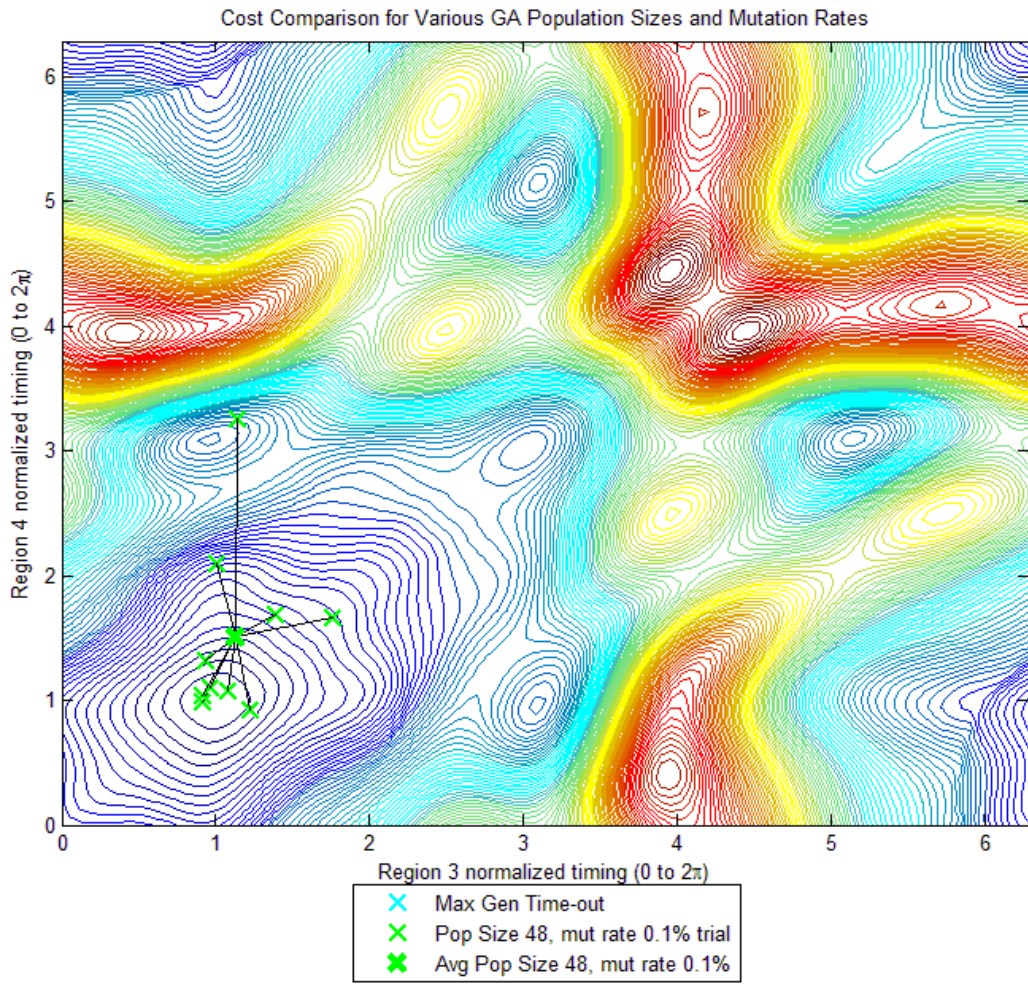 Cost Comparison for Various GA Population Sizes and Mutation Rates
6
5
4
3
2
1
0
Region 4 normalized timing (0 to 2π)
0 1 2 3 4 5 6
Region 3 normalized timing (0 to 2π)
Max Gen Time-out
Pop Size 48, mut rate 0.1% trial
Avg Pop Size 48, mut rate 0.1%